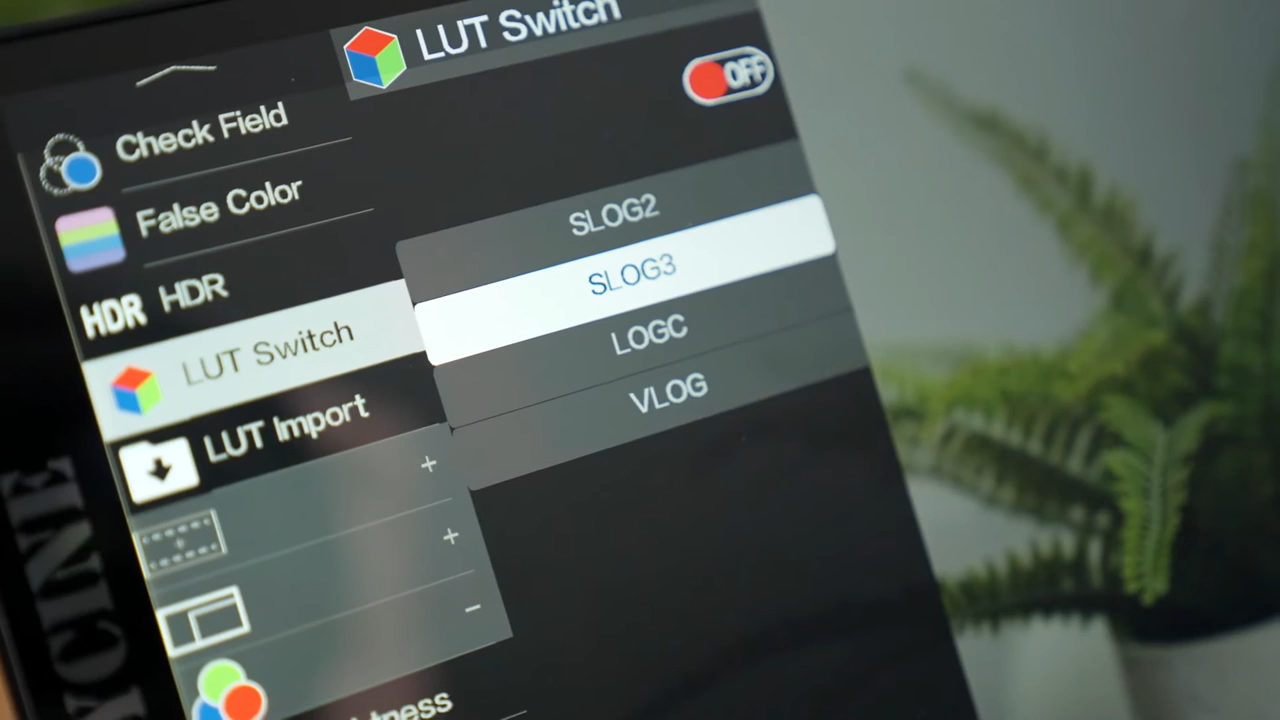 LUT Switch
OFF
Check Field
False Color
HDR HDR
LUT Switch
LUT Import
SLOG2
SLOG3
LOGC
VLOG